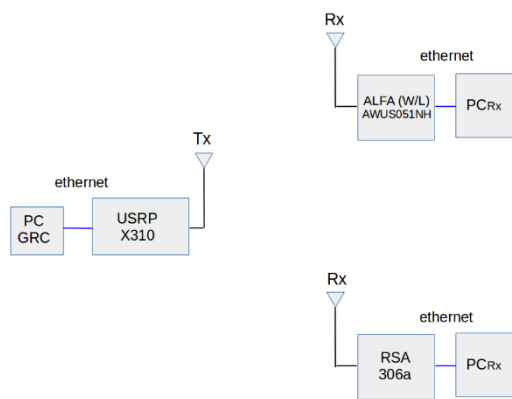 Rx
ethernet
ALFA (W/L)
AWUS051NH
PCRx
Tx
ethernet
PC
GRC
USRP
X310
Rx
ethernet
RSA
306a
PCRx